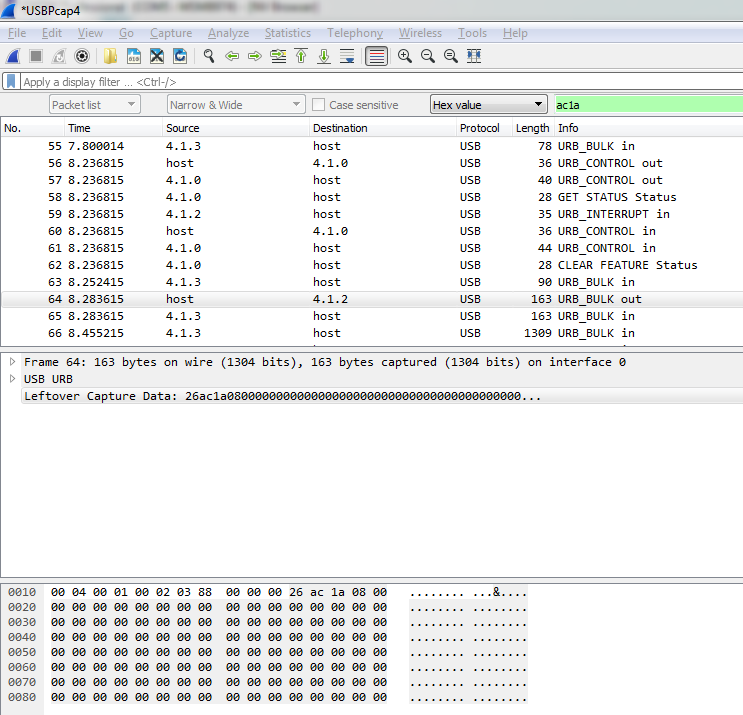 *USBPcap4
File Edit View Go Capture Analyze Statistics Telephony Wireless Tools Help
Apply a display filter ... <Ctrl-/>
Packet list Narrow & Wide Case sensitive Hex value ac1a
No. Time Source Destination Protocol Length Info
55 7.800014 4.1.3 host USB 78 URB_BULK in
56 8.236815 host 4.1.0 USB 36 URB_CONTROL out
57 8.236815 4.1.0 host USB 40 URB_CONTROL out
58 8.236815 4.1.0 host USB 28 GET STATUS Status
59 8.236815 4.1.2 host USB 35 URB_INTERRUPT in
60 8.236815 host 4.1.0 USB 36 URB_CONTROL in
61 8.236815 4.1.0 host USB 44 URB_CONTROL in
62 8.236815 4.1.0 host USB 28 CLEAR FEATURE Status
63 8.252415 4.1.3 host USB 90 URB_BULK in
64 8.283615 host 4.1.2 USB 163 URB_BULK out
65 8.283615 4.1.3 host USB 163 URB_BULK in
66 8.455215 4.1.3 host USB 1309 URB_BULK in
Frame 64: 163 bytes on wire (1304 bits), 163 bytes captured (1304 bits) on interface 0
USB URB
Leftover Capture Data: 26ac1a08000000000000000000000000000000000000000000...
0010 00 04 00 01 00 02 03 88 00 00 00 26 ac 1a 08 00 ........ ...&....
0020 00 00 00 00 00 00 00 00 00 00 00 00 00 00 00 00 ........ ........
0030 00 00 00 00 00 00 00 00 00 00 00 00 00 00 00 00 ........ ........
0040 00 00 00 00 00 00 00 00 00 00 00 00 00 00 00 00 ........ ........
0050 00 00 00 00 00 00 00 00 00 00 00 00 00 00 00 00 ........ ........
0060 00 00 00 00 00 00 00 00 00 00 00 00 00 00 00 00 ........ ........
0070 00 00 00 00 00 00 00 00 00 00 00 00 00 00 00 00 ........ ........
0080 00 00 00 00 00 00 00 00 00 00 00 00 00 00 00 00 ........ ........